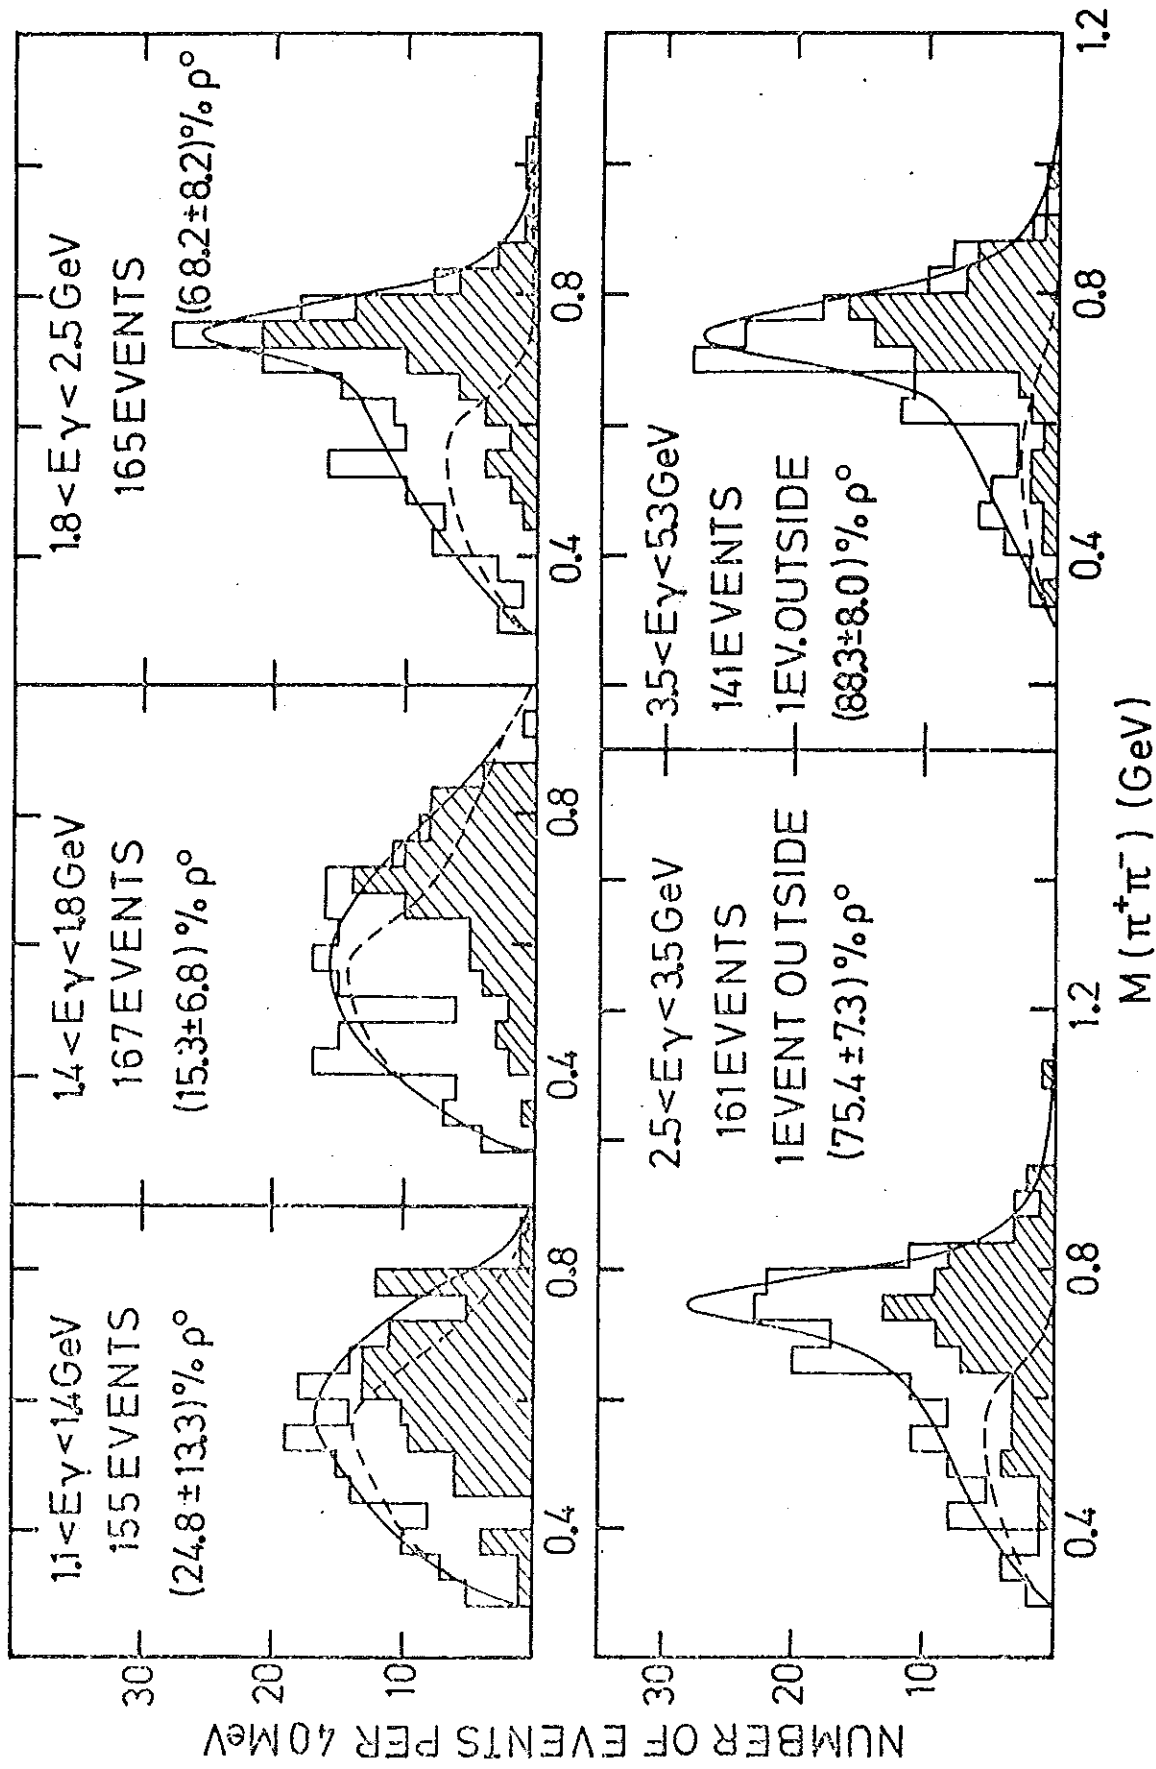 NUMBER OF EVENTS PER 40 MeV
30
20
10
1.1<Eγ<1.4GeV
155 EVENTS
(24.8±13.3)% ρ°
0.4
0.8
1.4<Eγ<1.8GeV
167 EVENTS
(15.3±6.8)% ρ°
0.4
0.8
1.8<Eγ<2.5GeV
165 EVENTS
(68.2±8.2)% ρ°
0.4
0.8
30
20
10
2.5<Eγ<3.5GeV
161 EVENTS
1 EVENT OUTSIDE
(75.4±7.3)% ρ°
0.4
0.8
1.2
3.5<Eγ<5.3GeV
141 EVENTS
1 EV. OUTSIDE
(88.3±8.0)% ρ°
0.4
0.8
1.2
M (π⁺π⁻) (GeV)